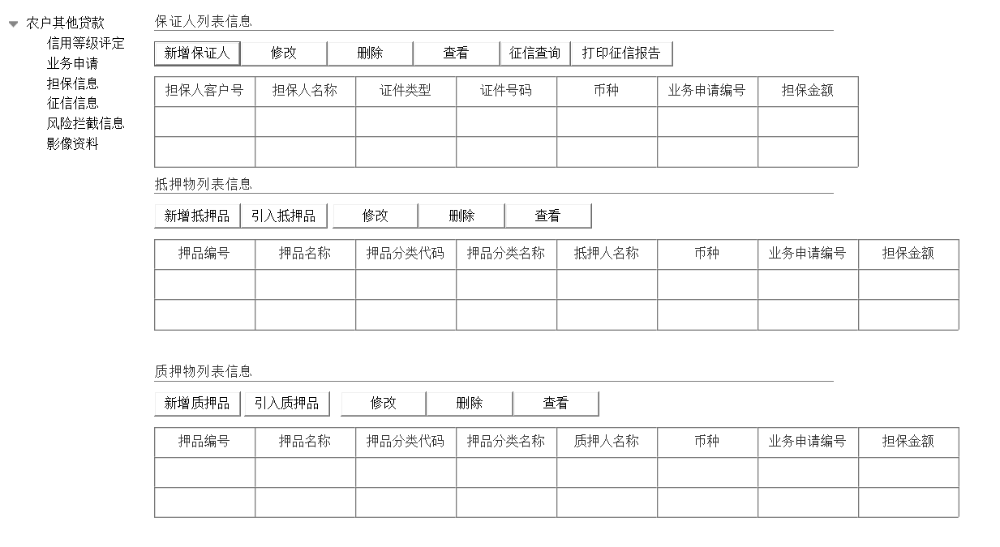 农户其他贷款
信用等级评定
业务申请
担保信息
征信信息
风险拦截信息
影像资料
保证人列表信息
新增保证人 修改 删除 查看 征信查询 打印征信报告
担保人客户号 担保人名称 证件类型 证件号码 币种 业务申请编号 担保金额
抵押物列表信息
新增抵押品 引入抵押品 修改 删除 查看
押品编号 押品名称 押品分类代码 押品分类名称 抵押人名称 币种 业务申请编号 担保金额
质押物列表信息
新增质押品 引入质押品 修改 删除 查看
押品编号 押品名称 押品分类代码 押品分类名称 质押人名称 币种 业务申请编号 担保金额